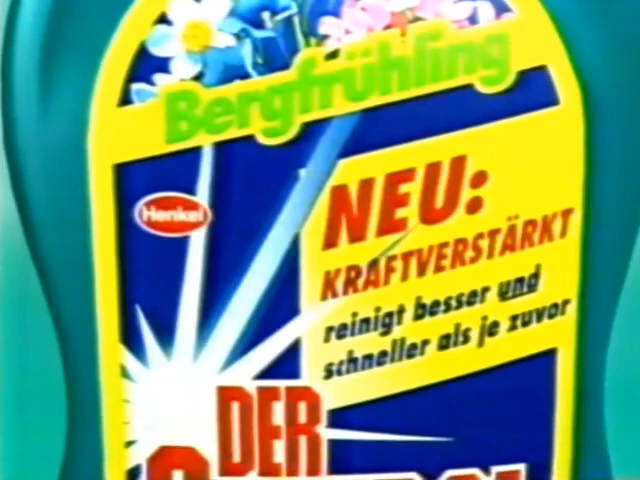 Bergfrühling
Henkel
NEU:
KRAFTVERSTÄRKT
reinigt besser und
schneller als je zuvor
DER